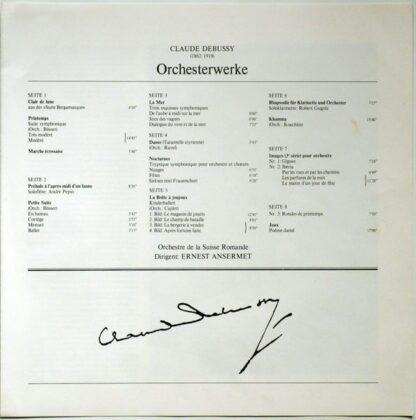 CLAUDE DEBUSSY
(1862-1918)
Orchesterwerke
SEITE 1
Clair de lune
aus der «Suite Bergamasque»
Printemps
Suite symphonique
(Orch.: Büsser)
Très modéré
Modéré
Marche écossaise
SEITE 2
Prélude à l'après-midi d'un faune
Soloflöte: André Pepin
Petite Suite
(Orch.: Büsser)
En bateau
Cortège
Menuet
Ballet
SEITE 3
La Mer
Trois esquisses symphoniques
De l'aube à midi sur la mer
Jeux des vagues
Dialogue du vent et de la mer
SEITE 4
Danse (Tarantelle styrienne)
(Orch.: Ravel)
Nocturnes
Tryptique symphonique pour orchestre et chœurs
Nuages
Fêtes
Sirènes (mit Frauenchor)
SEITE 5
La Boîte à joujoux
Kinderballett
(Orch.: Caplet)
1. Bild: Le magasin de jouets
2. Bild: Le champ de bataille
3. Bild: La bergerie à vendre
4. Bild: Après fortune faite
SEITE 6
Rhapsodie für Klarinette und Orchester
Soloklarinette: Robert Gugolz
Khamma
(Orch.: Koechlin)
SEITE 7
Images (3e série) pour orchestre
Nr. 1: Gigues
Nr. 2: Ibéria
Par les rues et par les chemins
Les parfums de la nuit
Le matin d'un jour de fête
SEITE 8
Nr. 3: Rondes de printemps
Jeux
Poème dansé
Orchestre de la Suisse Romande
Dirigent: ERNEST ANSERMET
Claude Debussy